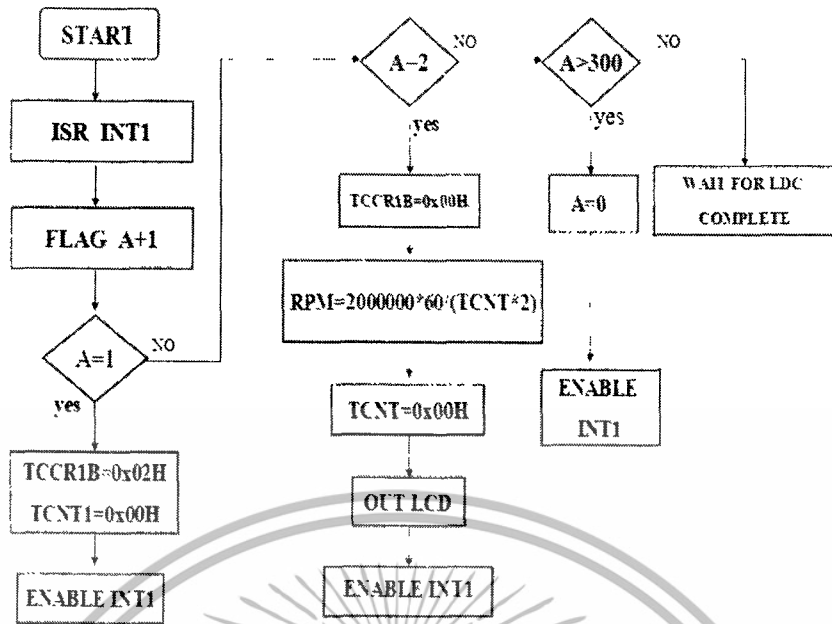 START
ISR INT1
FLAG A+1
A=1
NO
yes
TCCR1B=0x02H
TCNT1=0x00H
ENABLE INT1
A=2
NO
yes
TCCR1B=0x00H
RPM=2000000*60/(TCNT*2)
TCNT=0x00H
OUT LCD
ENABLE INT1
A>300
NO
yes
A=0
ENABLE
INT1
WAIT FOR LDC
COMPLETE